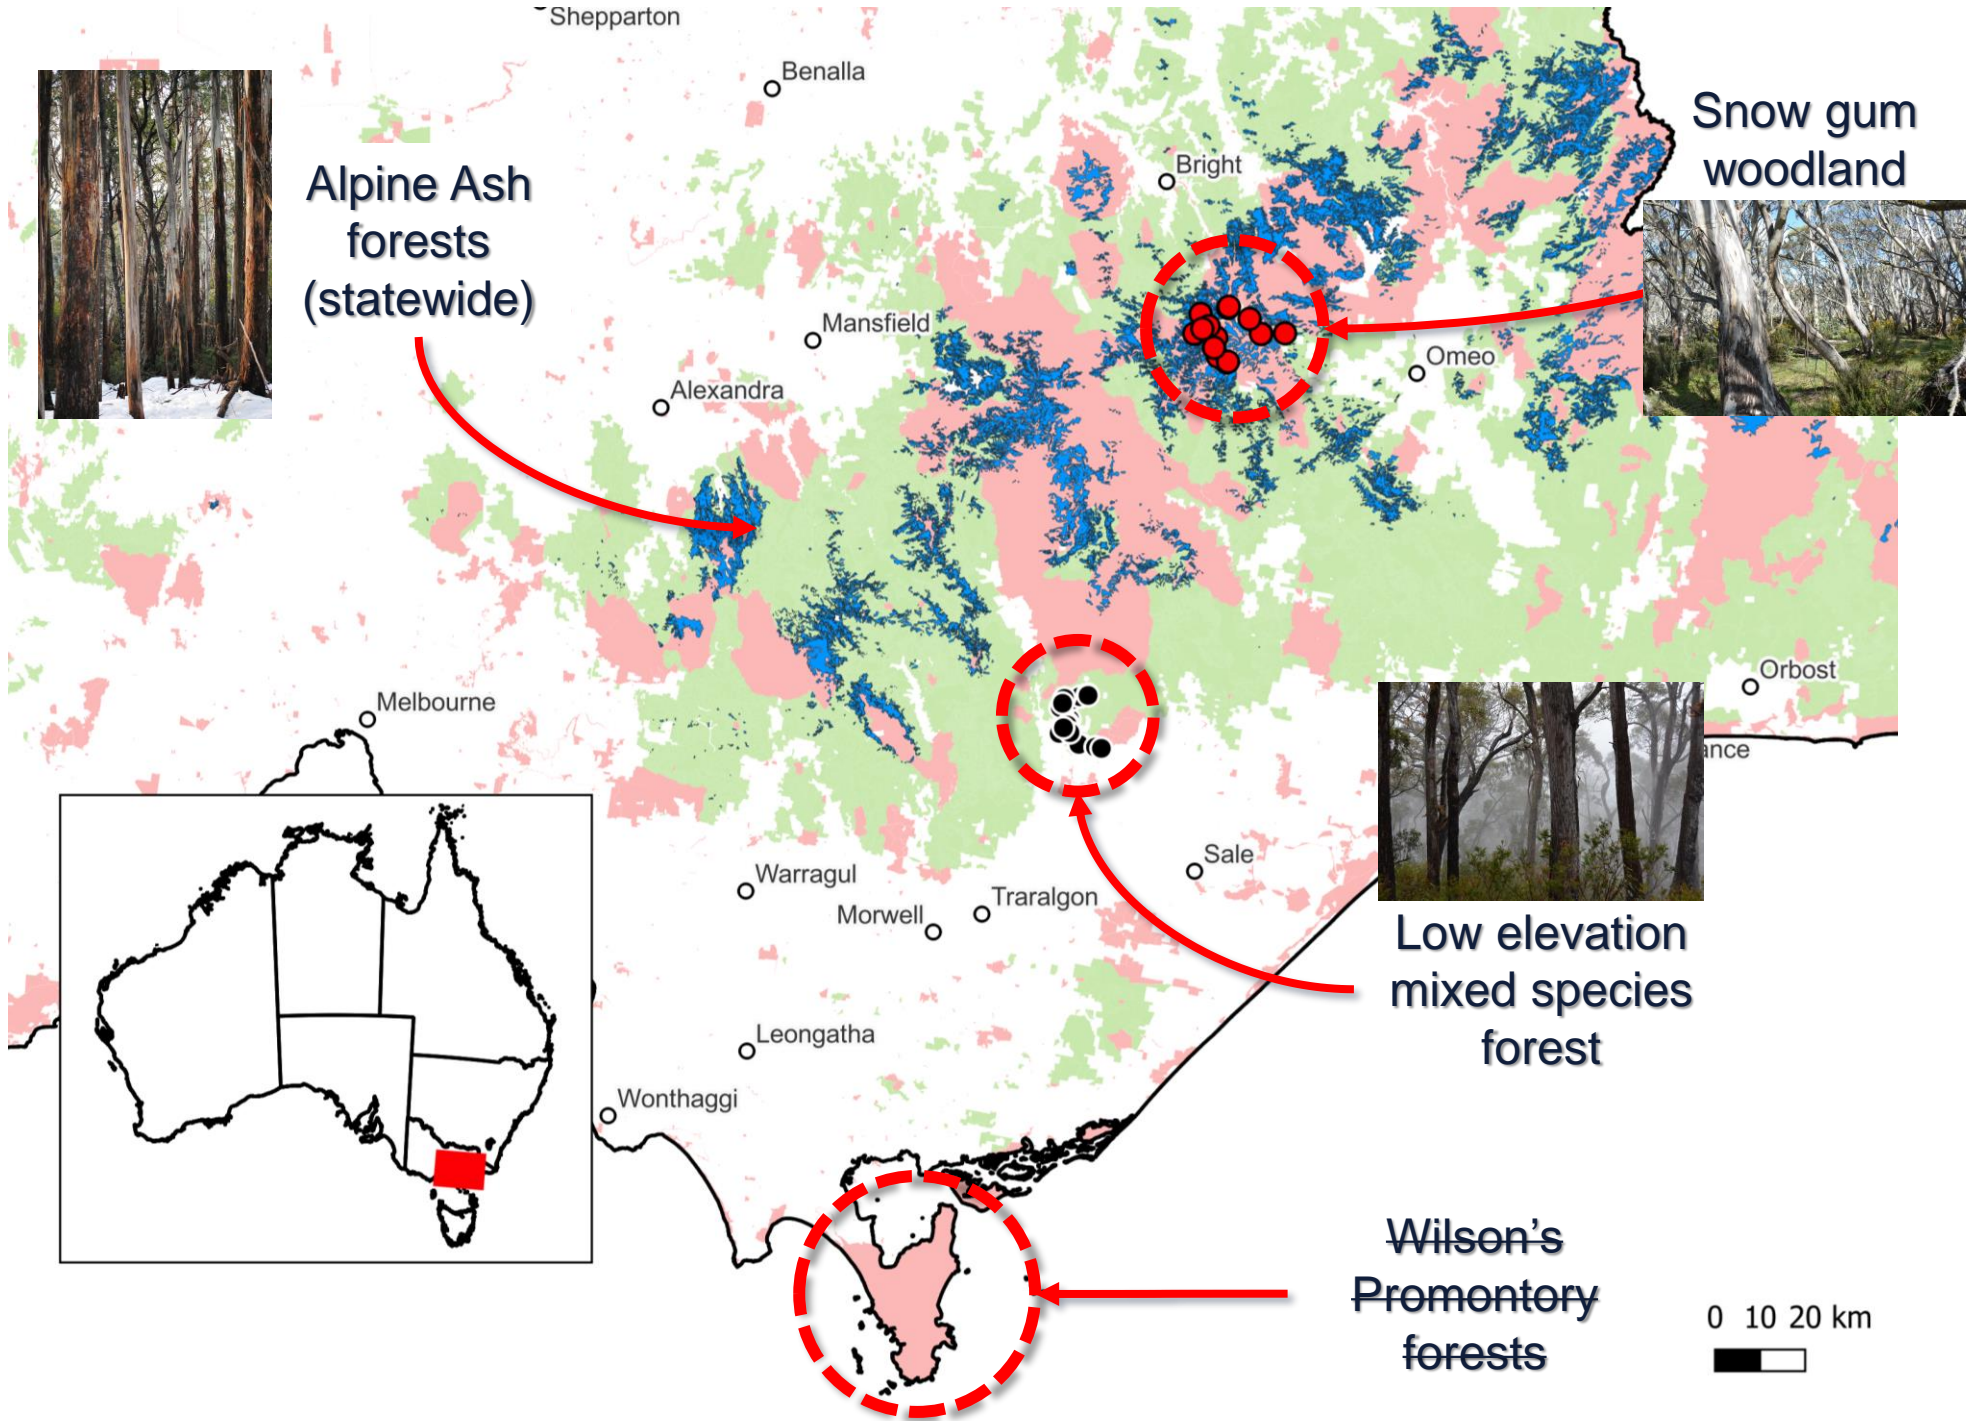 Shepparton
Benalla
Snow gum
woodland
Bright
Alpine Ash
forests
(statewide)
Mansfield
Omeo
Alexandra
Orbost
Melbourne
ance
Sale
Warragul
Traralgon
Morwell
Low elevation
mixed species
forest
Leongatha
Wonthaggi
Wilson’s
Promontory
forests
0 10 20 km